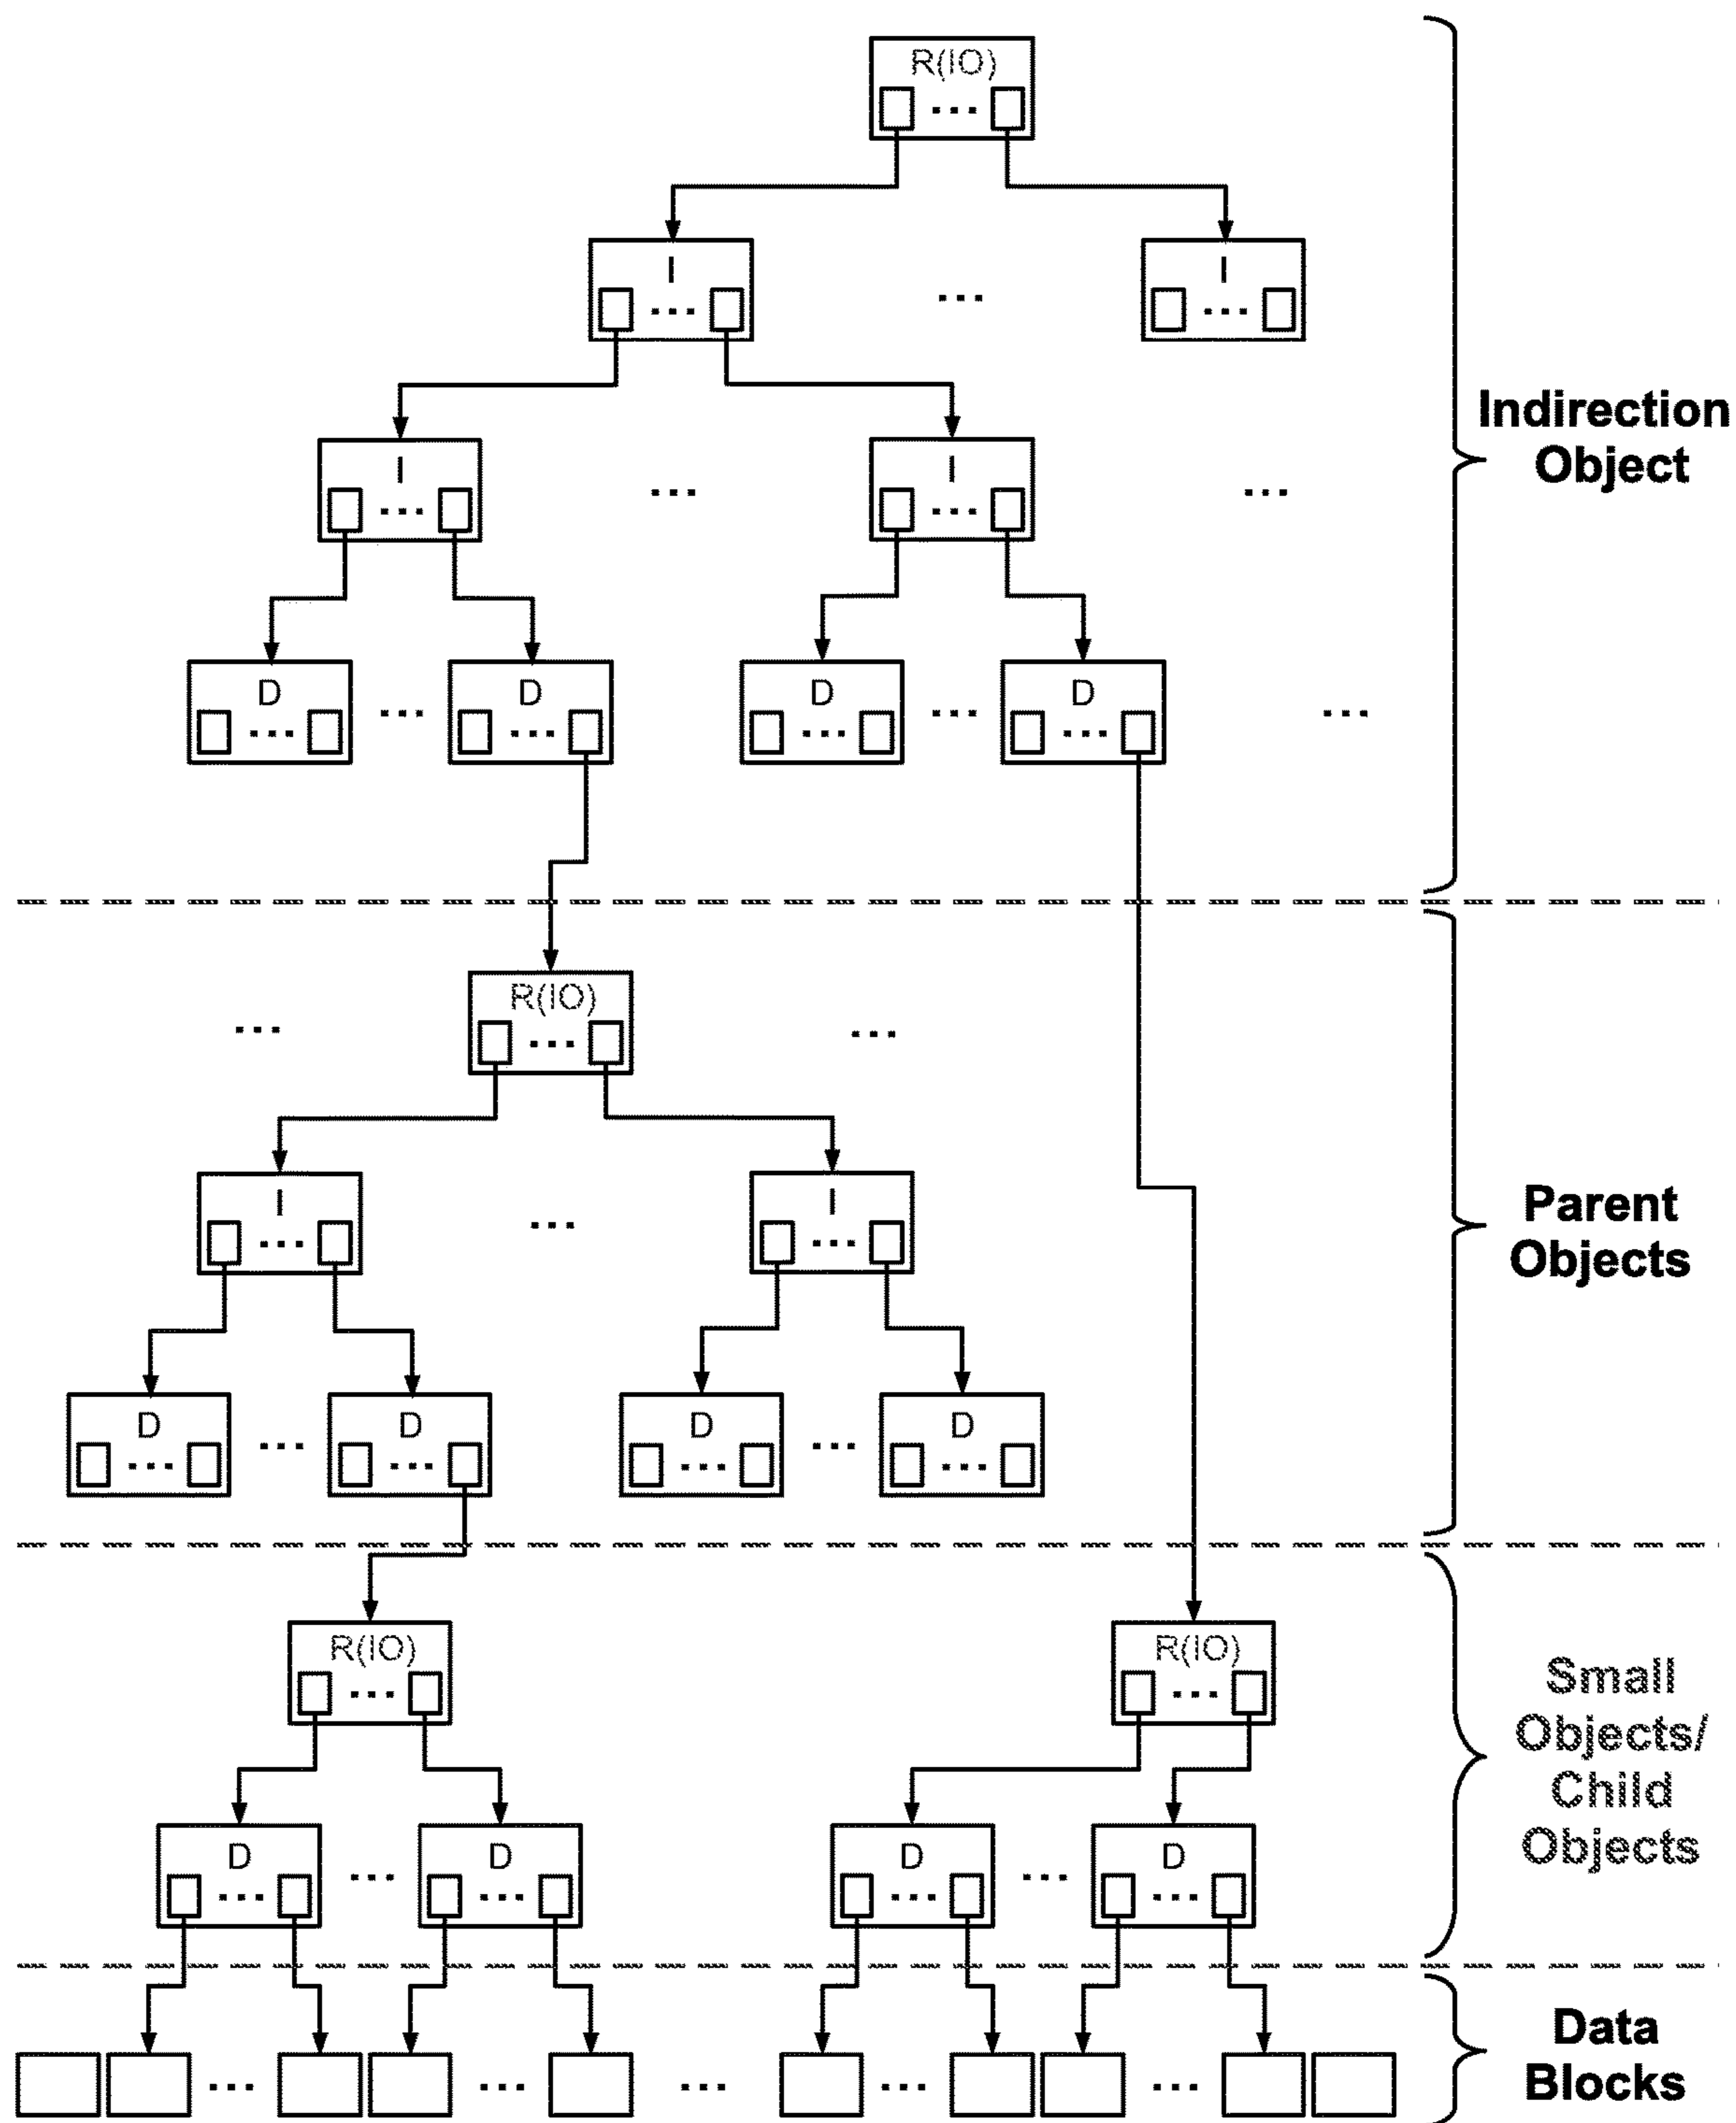 R(IO)
...
I
...
...
I
...
Indirection
Object
I
...
...
I
...
...
D
...
...
D
...
D
...
...
D
...
...
...
R(IO)
...
...
I
...
...
I
...
Parent
Objects
D
...
...
D
...
D
...
...
D
...
R(IO)
...
R(IO)
...
Small
Objects/
Child
Objects
D
...
...
D
...
D
...
...
D
...
... ... ... ... ...
Data
Blocks